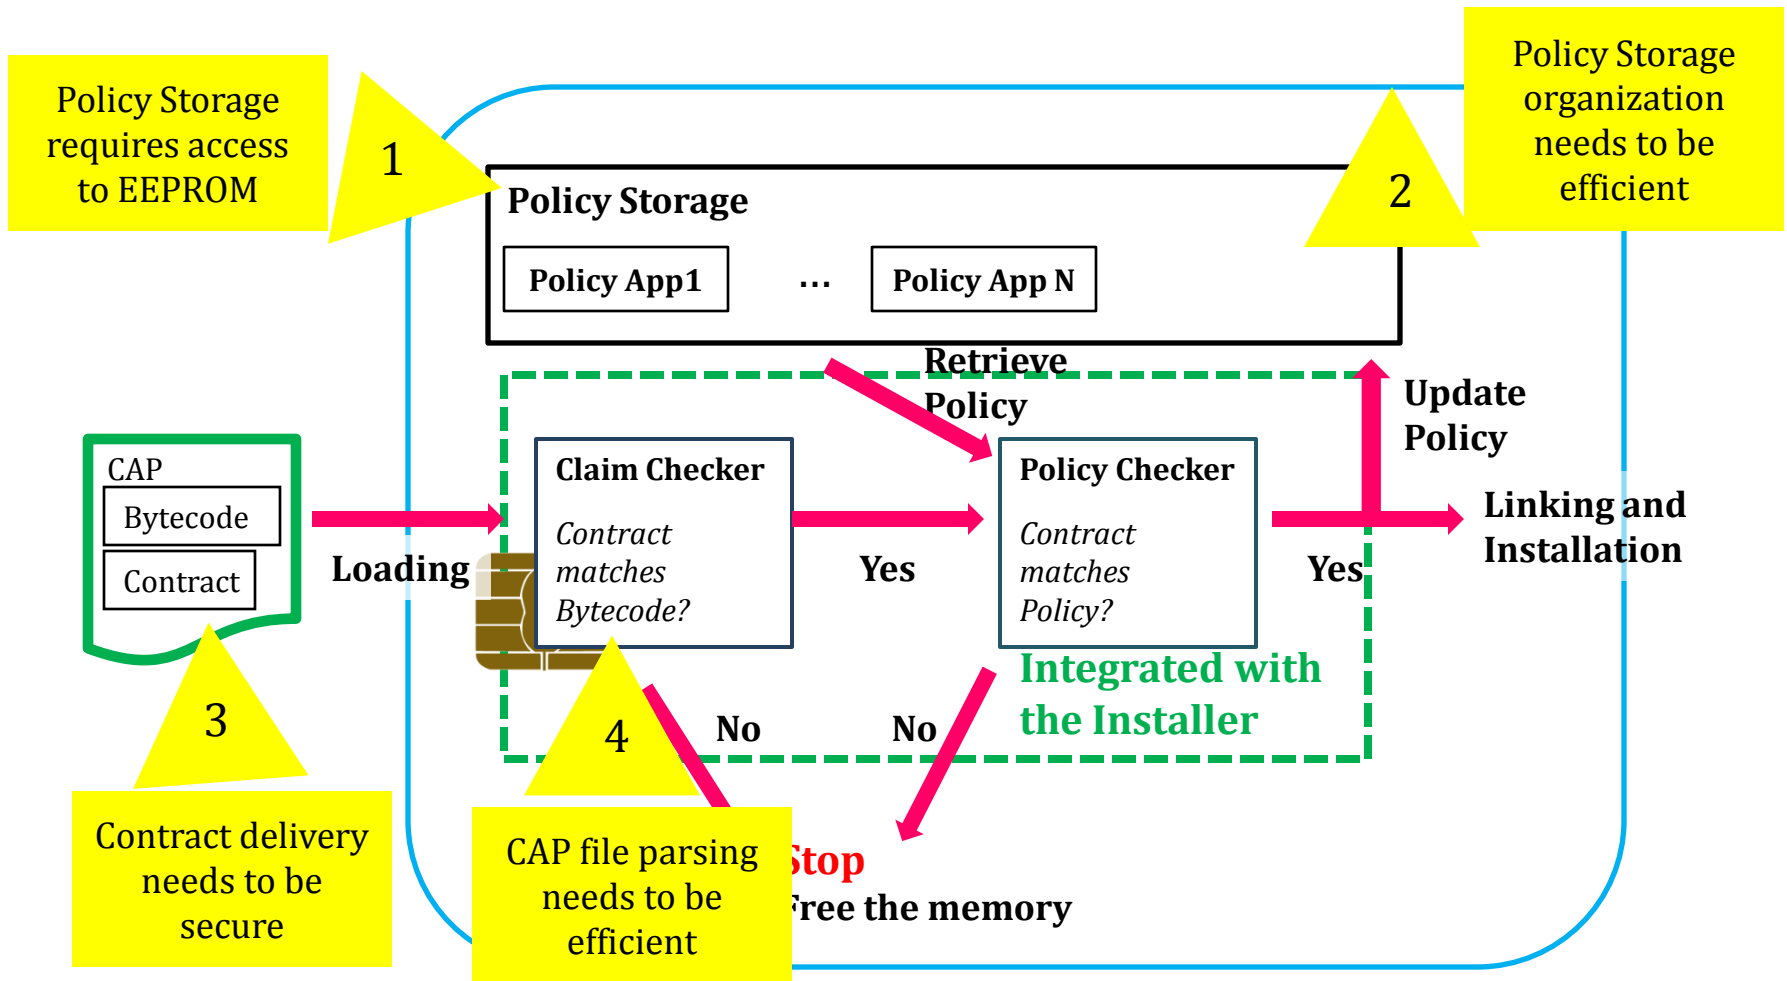 Policy Storage
requires access
to EEPROM
1
Policy Storage
organization
needs to be
efficient
2
Policy Storage
Policy App1
...
Policy App N
Retrieve
Policy
Update
Policy
CAP
Bytecode
Contract
Loading
Claim Checker
Contract
matches
Bytecode?
Yes
Policy Checker
Contract
matches
Policy?
Yes
Linking and
Installation
Integrated with
the Installer
No
No
3
4
Contract delivery
needs to be
secure
CAP file parsing
needs to be
efficient
Stop
Free the memory